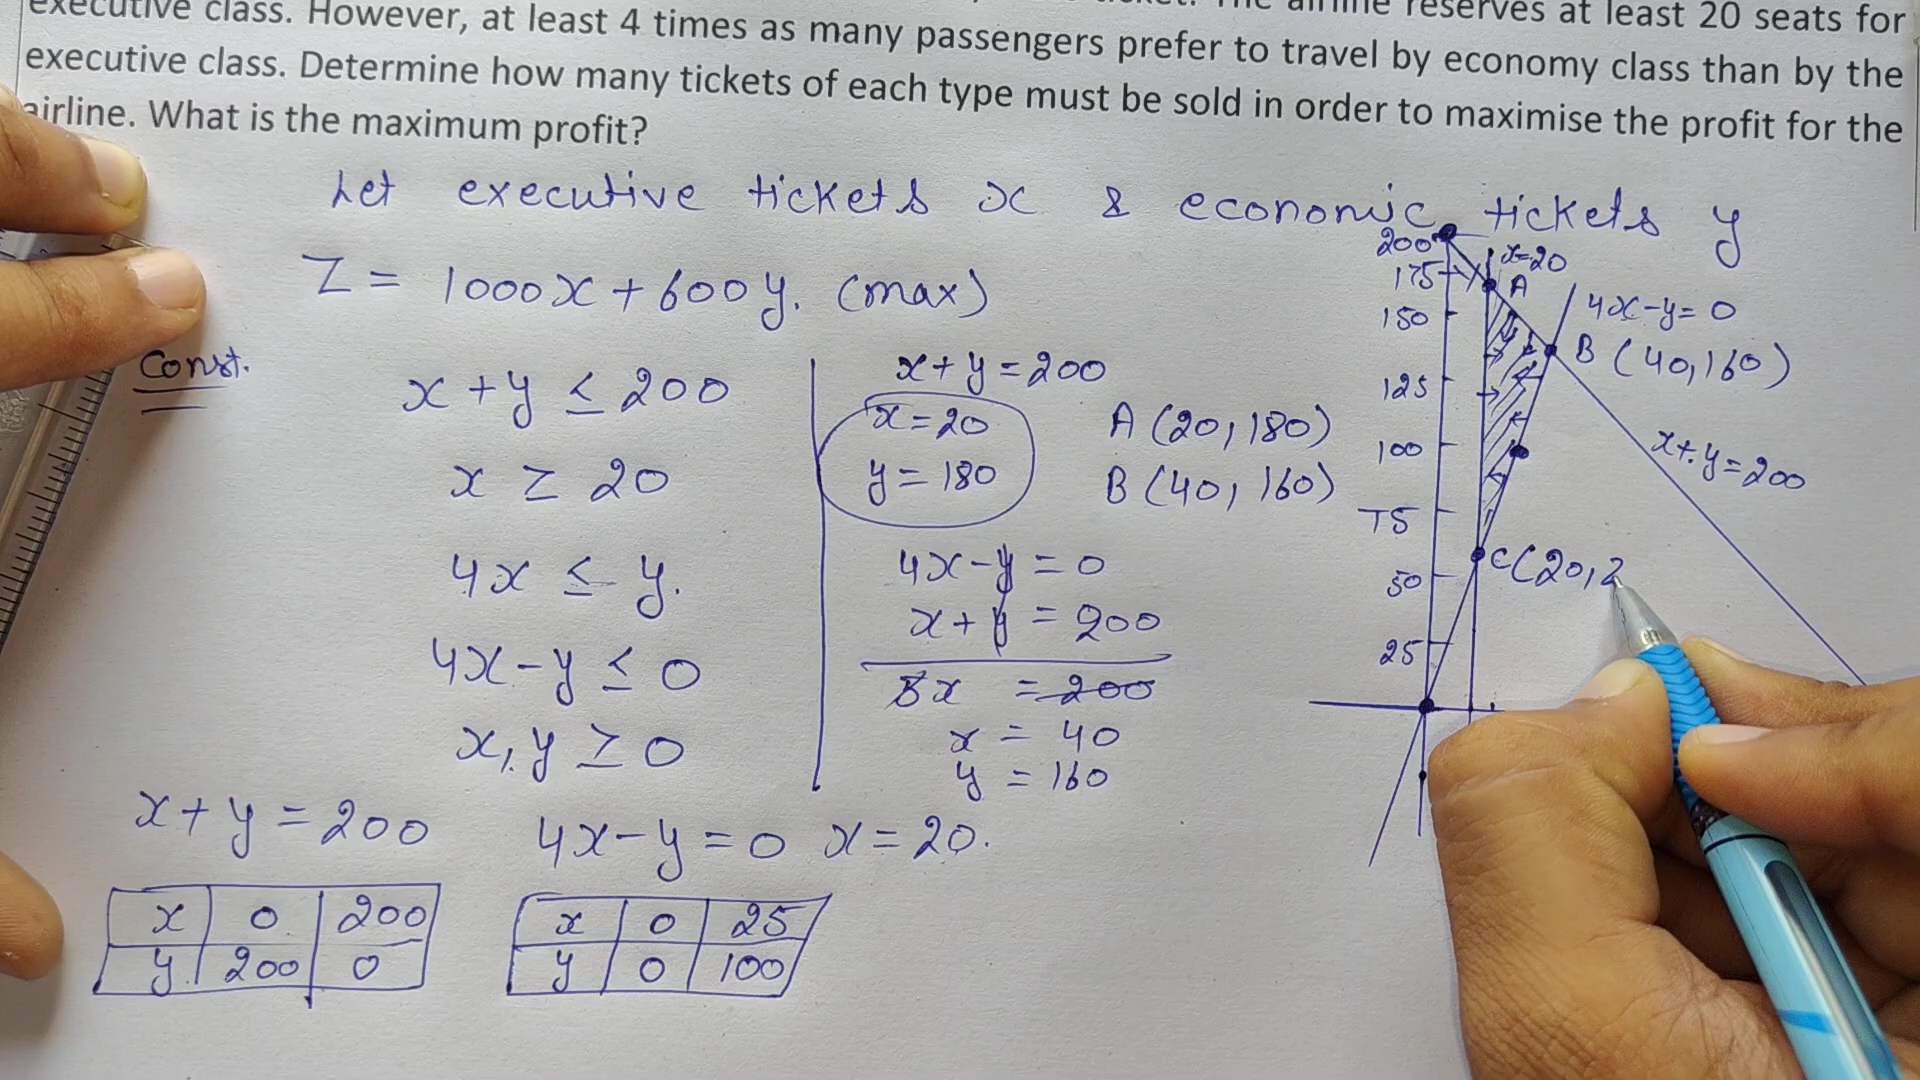 executive class. However, at least 4 times as many passengers prefer to travel by economy class than by the
executive class. Determine how many tickets of each type must be sold in order to maximise the profit for the
airline. What is the maximum profit?
Let executive tickets x & economic tickets y
Z = 1000x + 600y. (max)
Const.
x + y ≤ 200
x ≥ 20
4x ≤ y.
4x - y ≤ 0
x, y ≥ 0
x + y = 200
x = 20
y = 180
A (20, 180)
B (40, 160)
4x - y = 0
x + y = 200
5x = 200
x = 40
y = 160
x + y = 200
x 0 200
y 200 0
4x - y = 0 x = 20.
x 0 25
y 0 100
200
175
150
125
100
75
50
25
x=20
A
4x-y=0
B (40,160)
x+y=200
C(20,